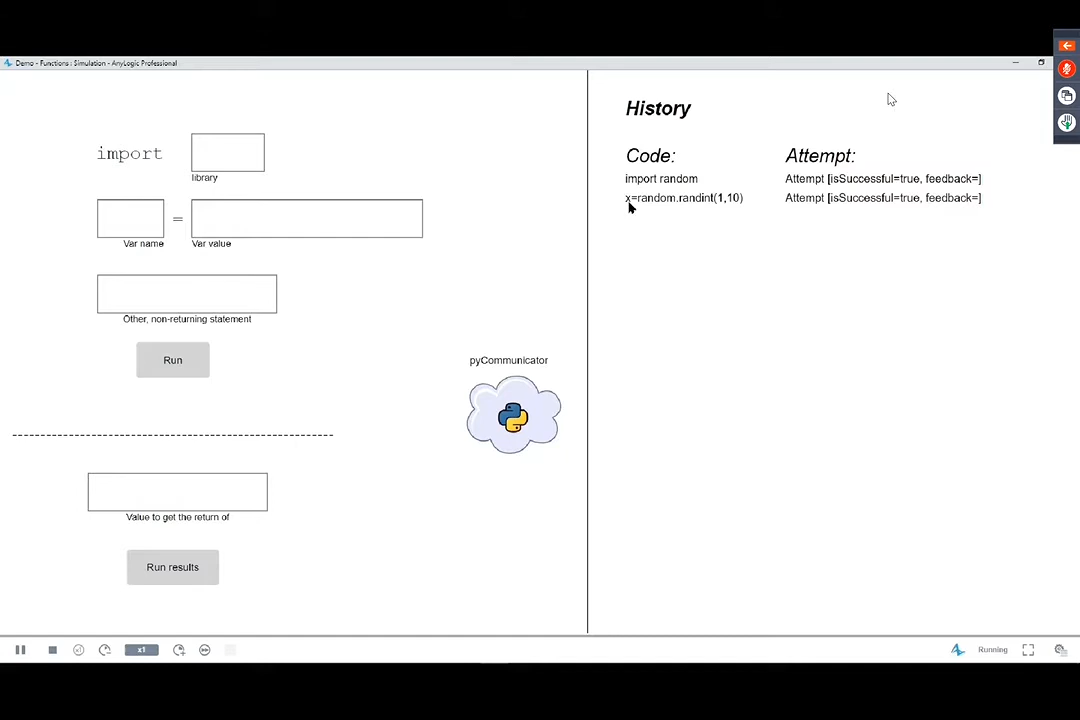 Demo - Functions : Simulation - AnyLogic Professional
import
library
=
Var name
Var value
Other, non-returning statement
Run
pyCommunicator
Value to get the return of
Run results
History
Code:
Attempt:
import random
Attempt [isSuccessful=true, feedback=]
x=random.randint(1,10)
Attempt [isSuccessful=true, feedback=]
x1
Running